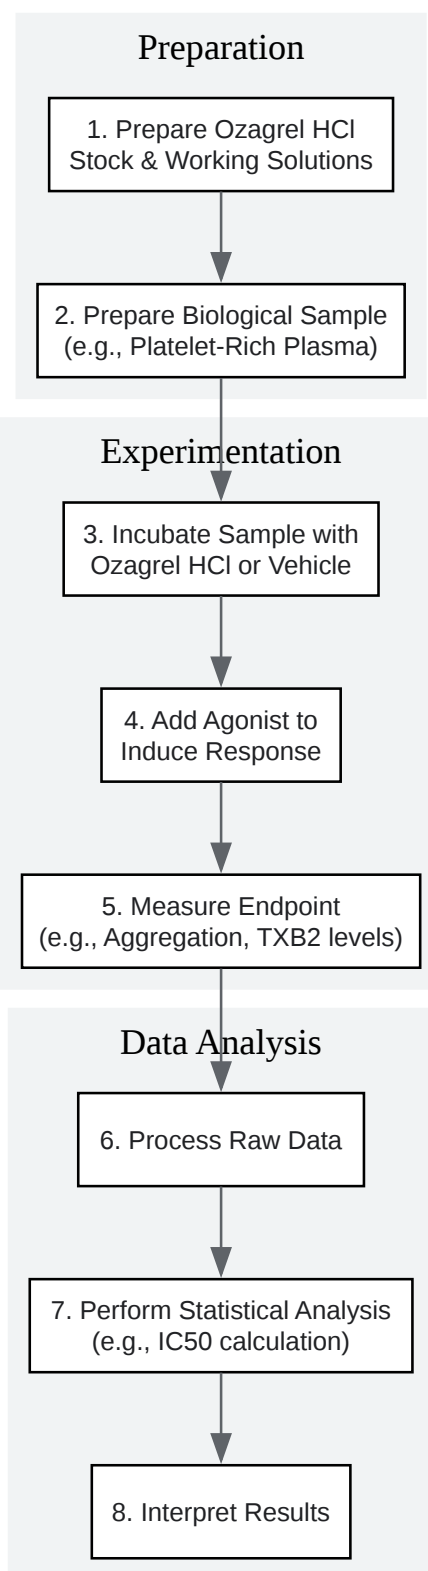 Preparation
1. Prepare Ozagrel HCl
Stock & Working Solutions
2. Prepare Biological Sample
(e.g., Platelet-Rich Plasma)
Experimentation
3. Incubate Sample with
Ozagrel HCl or Vehicle
4. Add Agonist to
Induce Response
5. Measure Endpoint
(e.g., Aggregation, TXB2 levels)
Data Analysis
6. Process Raw Data
7. Perform Statistical Analysis
(e.g., IC50 calculation)
8. Interpret Results